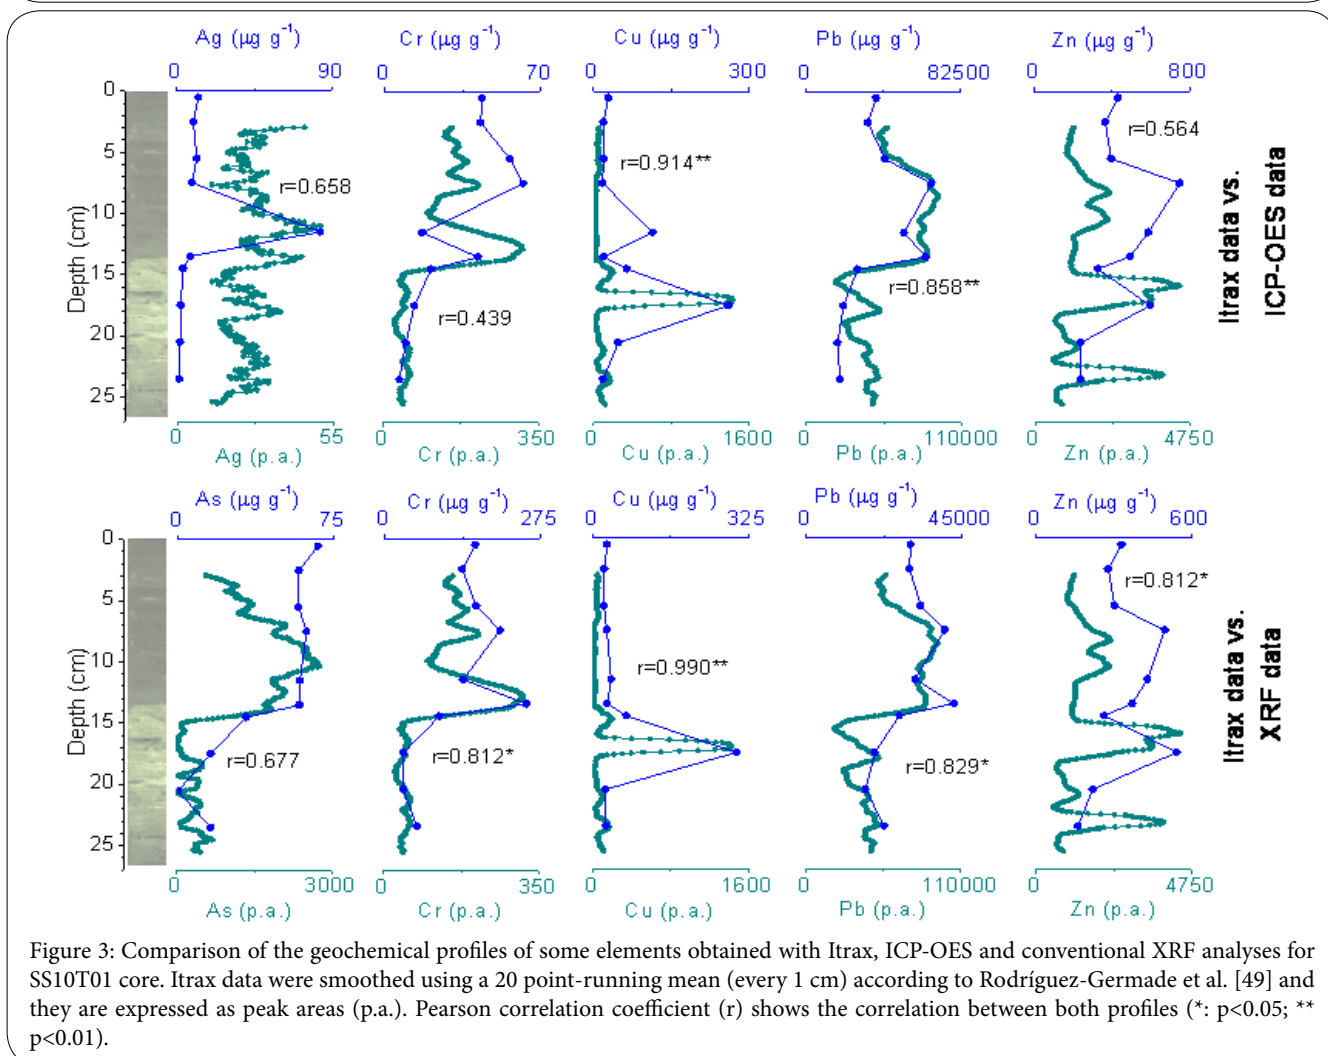 Ag (µg g⁻¹) Cr (µg g⁻¹) Cu (µg g⁻¹) Pb (µg g⁻¹) Zn (µg g⁻¹)
0 90 0 70 0 300 0 82500 0 800
0
5
10
15
20
25
Depth (cm)
r=0.658
r=0.439
r=0.914**
r=0.858**
r=0.564
Itrax data vs.
ICP-OES data
0 55 0 350 0 1600 0 110000 0 4750
Ag (p.a.) Cr (p.a.) Cu (p.a.) Pb (p.a.) Zn (p.a.)
As (µg g⁻¹) Cr (µg g⁻¹) Cu (µg g⁻¹) Pb (µg g⁻¹) Zn (µg g⁻¹)
0 75 0 275 0 325 0 45000 0 600
0
5
10
15
20
25
Depth (cm)
r=0.677
r=0.812*
r=0.990**
r=0.829*
r=0.812*
Itrax data vs.
XRF data
0 3000 0 350 0 1600 0 110000 0 4750
As (p.a.) Cr (p.a.) Cu (p.a.) Pb (p.a.) Zn (p.a.)
Figure 3: Comparison of the geochemical profiles of some elements obtained with Itrax, ICP-OES and conventional XRF analyses for
SS10T01 core. Itrax data were smoothed using a 20 point-running mean (every 1 cm) according to Rodríguez-Germade et al. [49] and
they are expressed as peak areas (p.a.). Pearson correlation coefficient (r) shows the correlation between both profiles (*: p<0.05; **
p<0.01).